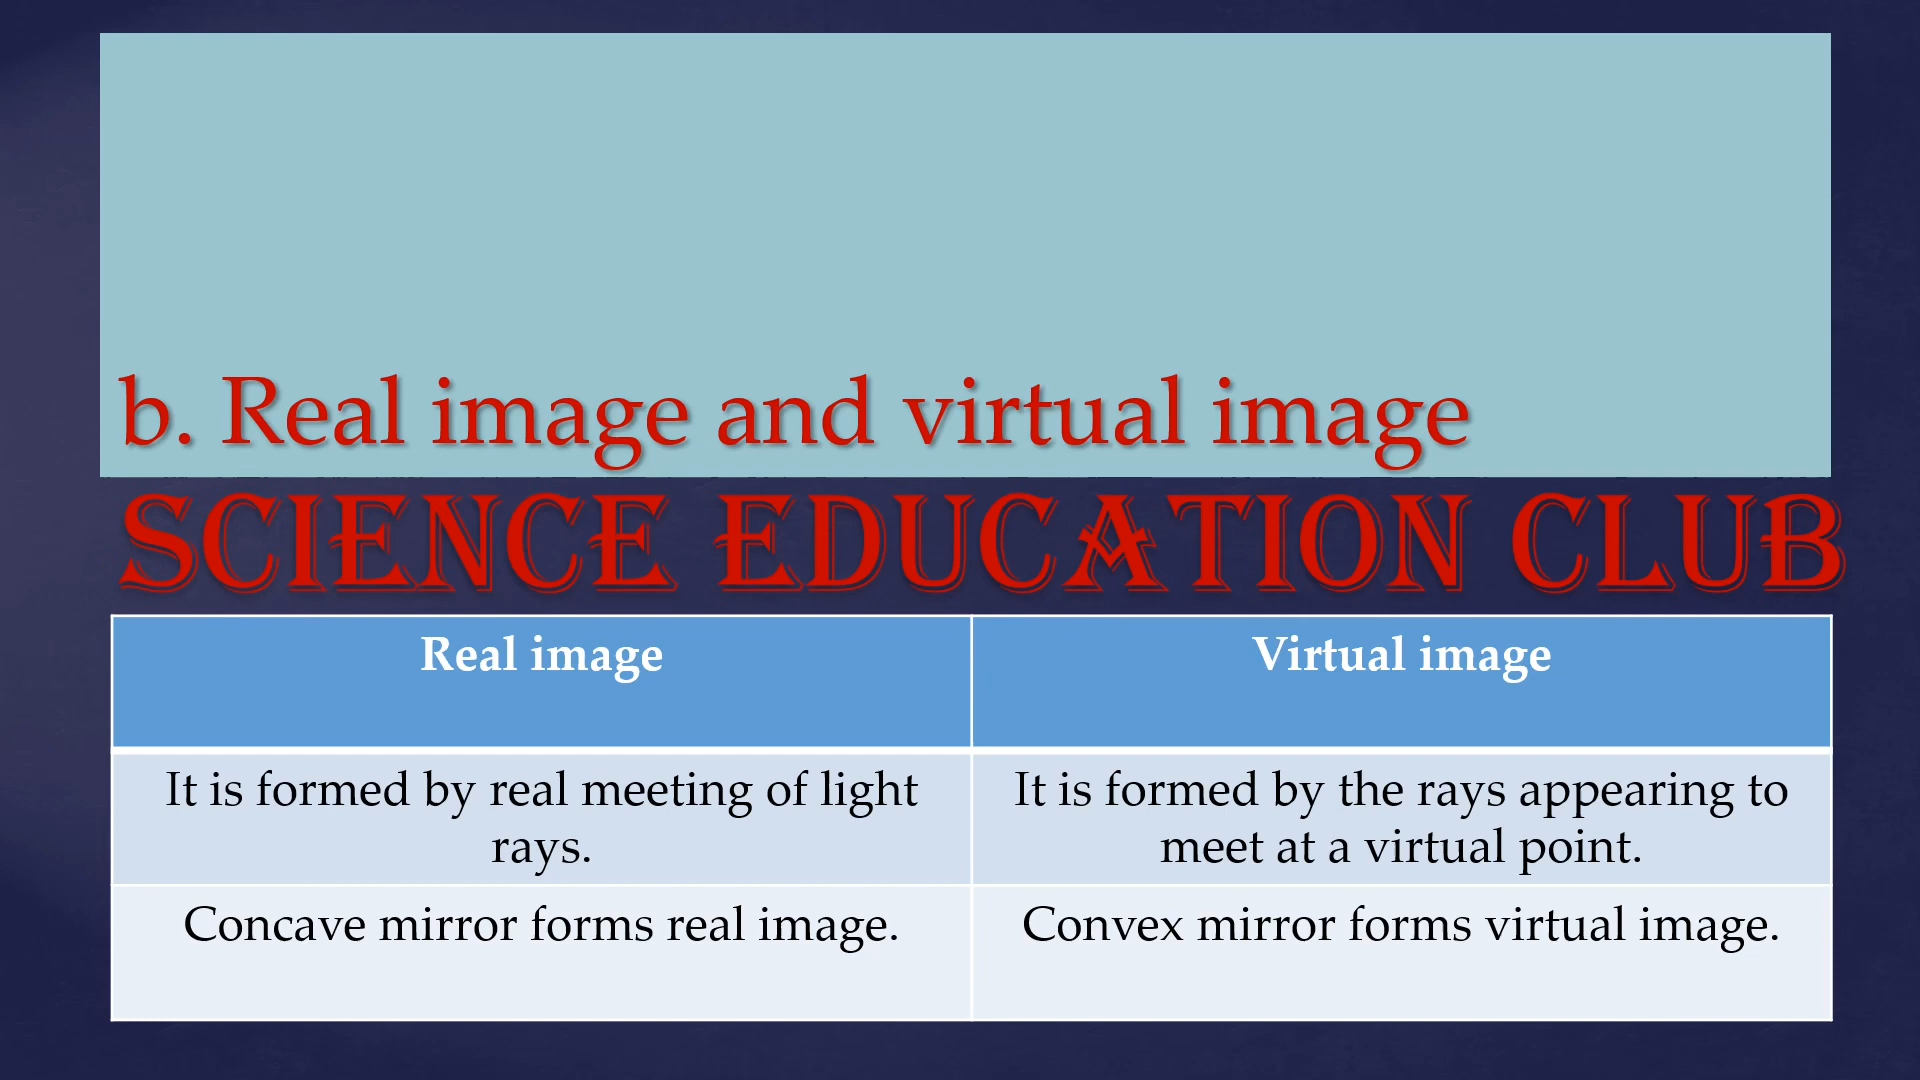 b. Real image and virtual image
SCIENCE EDUCATION CLUB
Real image
Virtual image
It is formed by real meeting of light
rays.
It is formed by the rays appearing to
meet at a virtual point.
Concave mirror forms real image.
Convex mirror forms virtual image.